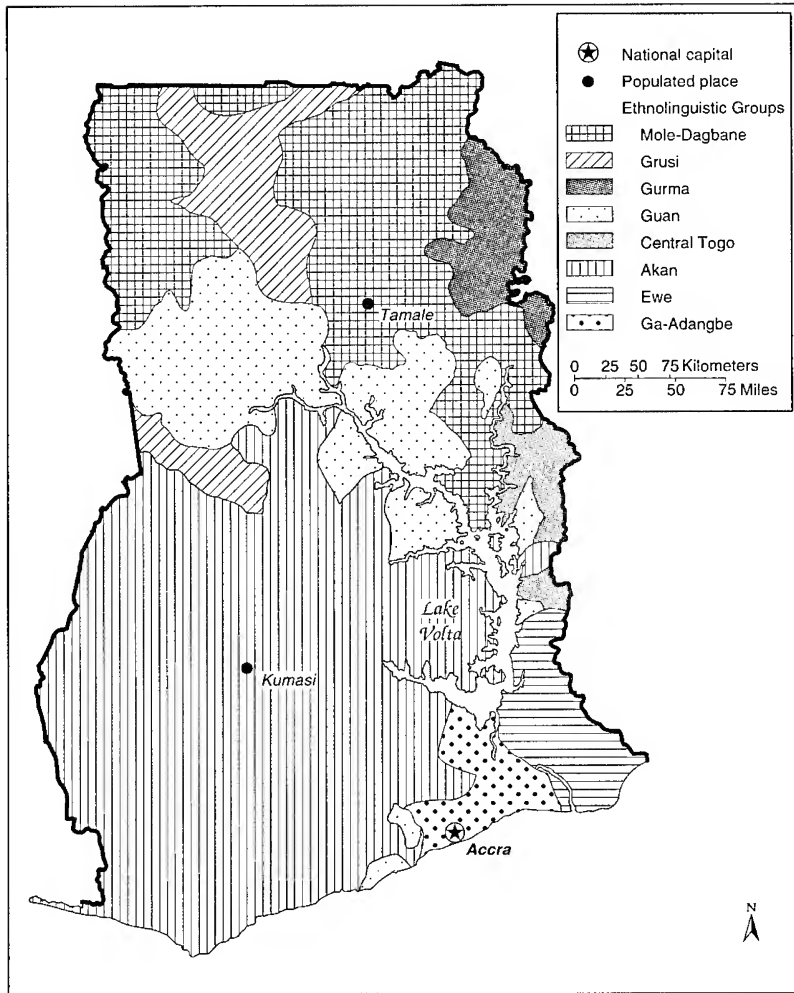 National capital
Populated place
Ethnolinguistic Groups
Mole-Dagbane
Grusi
Gurma
Guan
Central Togo
Akan
Ewe
Ga-Adangbe
0 25 50 75 Kilometers
0 25 50 75 Miles
Tamale
Lake
Volta
Kumasi
Accra
N